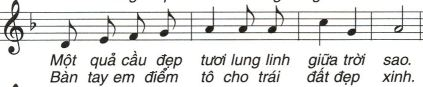 Một quả cầu đẹp tươi lung linh giữa trời sao.
Bàn tay em điểm tô cho trái đất đẹp xinh.